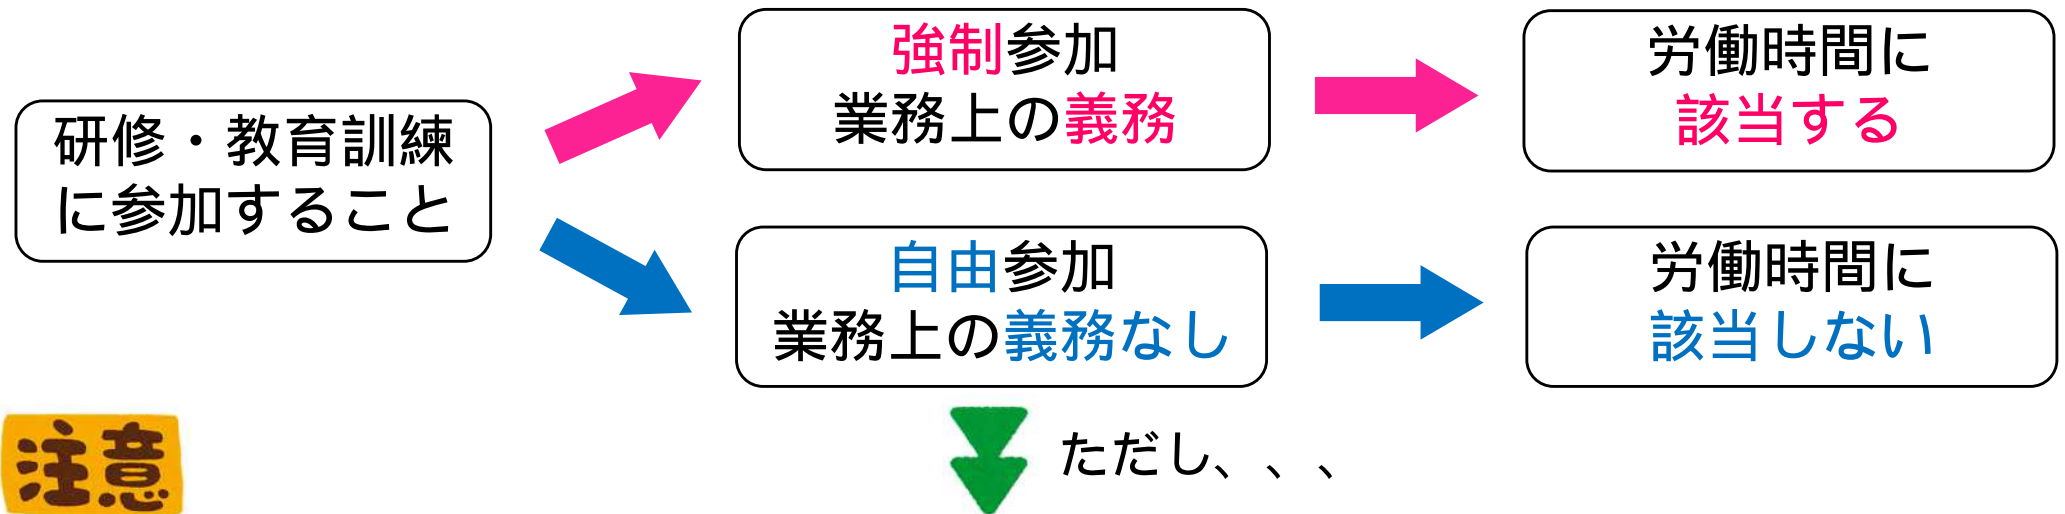 研修・教育訓練
に参加すること
強制参加
業務上の義務
労働時間に
該当する
自由参加
業務上の義務なし
労働時間に
該当しない
注意
ただし、、、